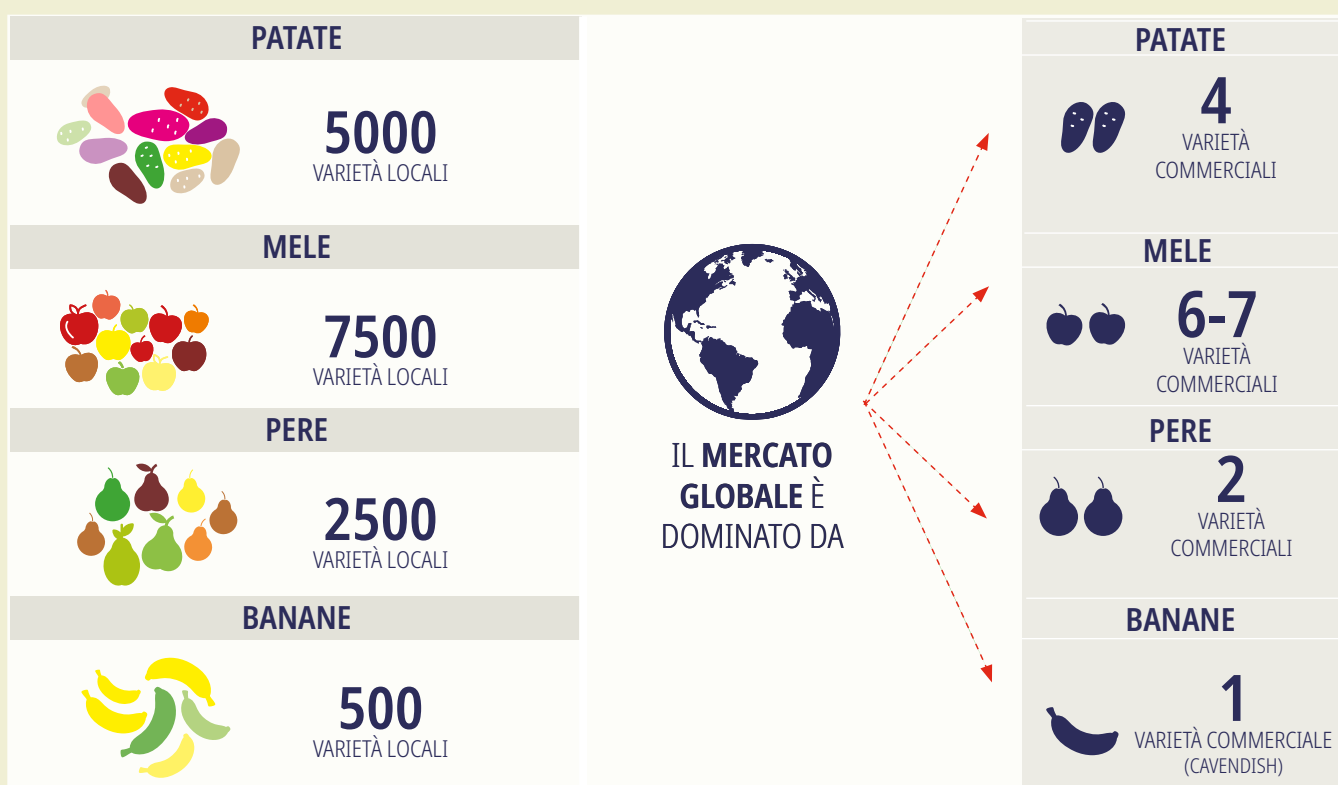 PATATE
5000
VARIETÀ LOCALI
MELE
7500
VARIETÀ LOCALI
PERE
2500
VARIETÀ LOCALI
BANANE
500
VARIETÀ LOCALI
IL MERCATO
GLOBALE È
DOMINATO DA
PATATE
4
VARIETÀ
COMMERCIALI
MELE
6-7
VARIETÀ
COMMERCIALI
PERE
2
VARIETÀ
COMMERCIALI
BANANE
1
VARIETÀ COMMERCIALE
(CAVENDISH)